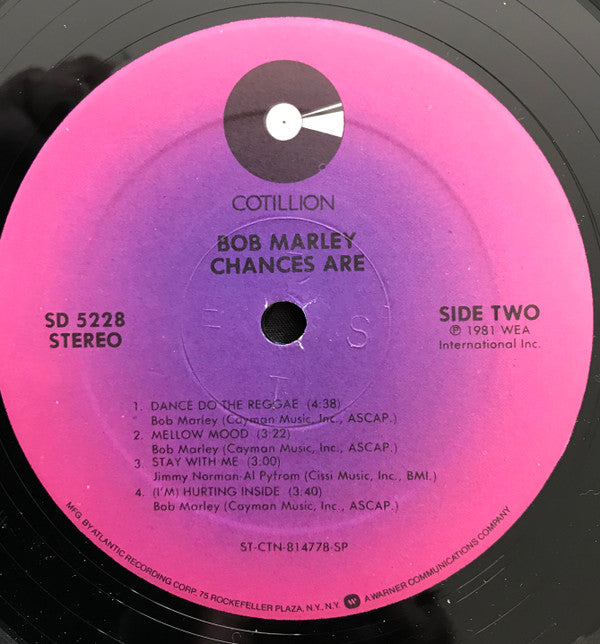 COTILLION
BOB MARLEY
CHANCES ARE
SD 5228
STEREO
SIDE TWO
℗ 1981 WEA
International Inc.
1. DANCE DO THE REGGAE (4:38)
Bob Marley (Cayman Music, Inc., ASCAP.)
2. MELLOW MOOD (3:22)
Bob Marley (Cayman Music, Inc., ASCAP.)
3. STAY WITH ME (3:00)
Jimmy Norman-Al Pyfrom (Cissi Music, Inc., BMI.)
4. (I'M) HURTING INSIDE (3:40)
Bob Marley (Cayman Music, Inc., ASCAP.)
ST-CTN-814778-SP
MFG. BY ATLANTIC RECORDING CORP. 75 ROCKEFELLER PLAZA, N.Y., N.Y. A WARNER COMMUNICATIONS COMPANY